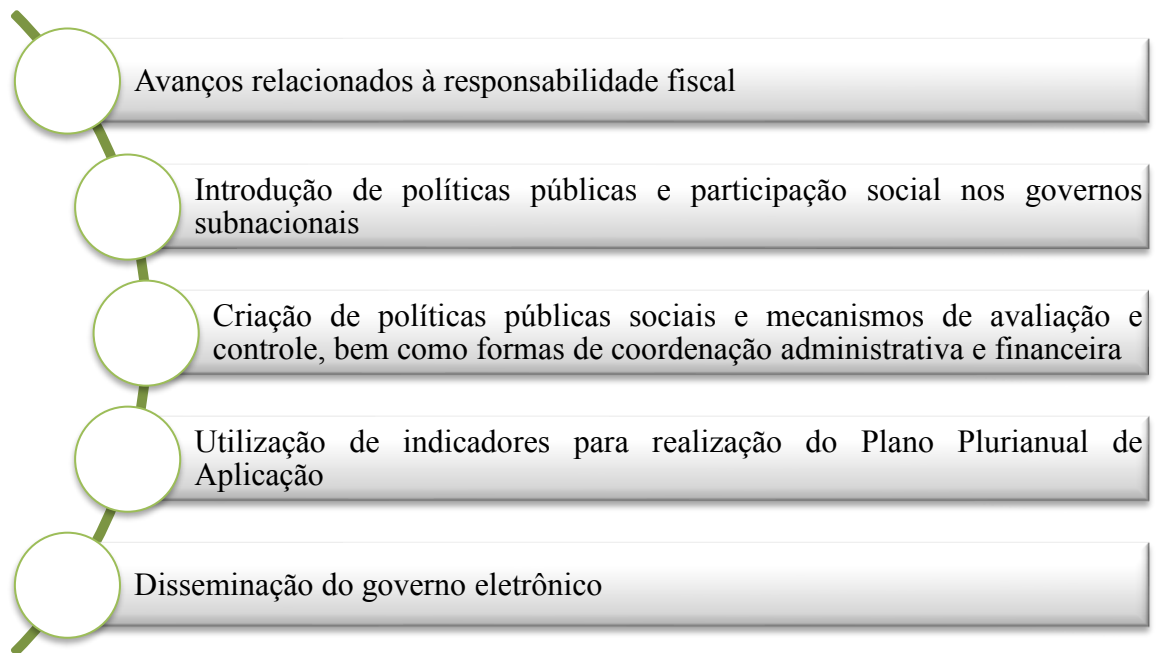 Avanços relacionados à responsabilidade fiscal
Introdução de políticas públicas e participação social nos governos
subnacionais
Criação de políticas públicas sociais e mecanismos de avaliação e
controle, bem como formas de coordenação administrativa e financeira
Utilização de indicadores para realização do Plano Plurianual de
Aplicação
Disseminação do governo eletrônico